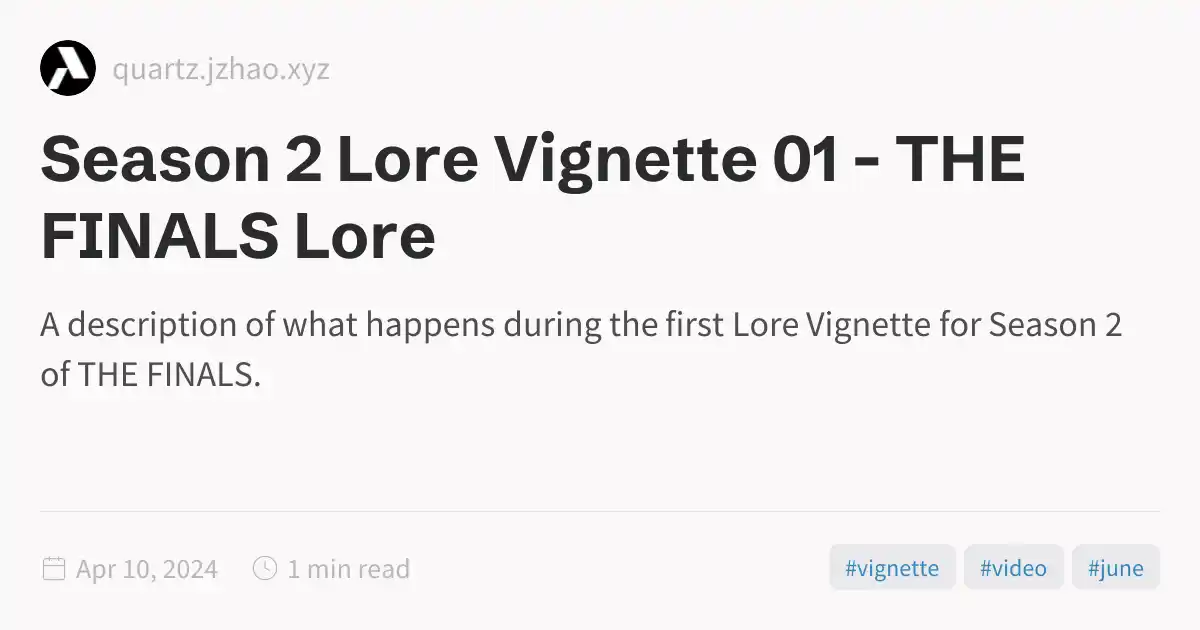 quartz.jzhao.xyz
Season 2 Lore Vignette 01 - THE
FINALS Lore
A description of what happens during the first Lore Vignette for Season 2
of THE FINALS.
Apr 10, 2024 1 min read #vignette #video #june